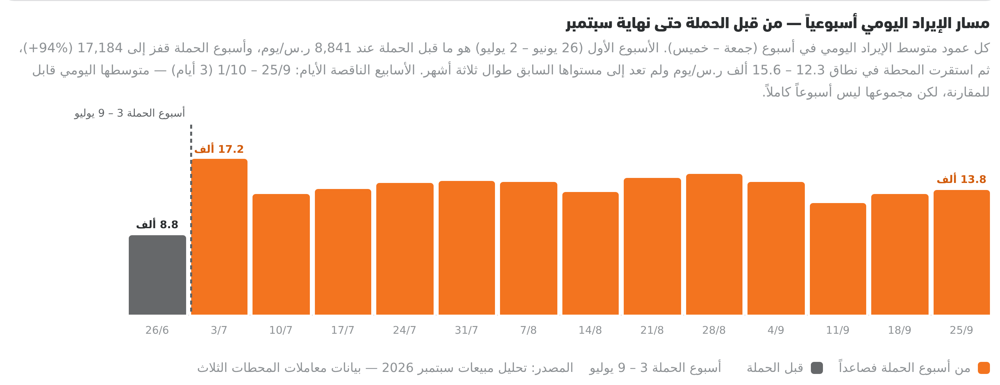 مسار الإيراد اليومي أسبوعياً — من قبل الحملة حتى نهاية سبتمبر
كل عمود متوسط الإيراد اليومي في أسبوع (جمعة – خميس). الأسبوع الأول (26 يونيو – 2 يوليو) هو ما قبل الحملة عند 8,841 ر.س/يوم، وأسبوع الحملة قفز إلى 17,184 (+94%)،
ثم استقرت المحطة في نطاق 12.3 – 15.6 ألف ر.س/يوم ولم تعد إلى مستواها السابق طوال ثلاثة أشهر. الأسابيع الناقصة الأيام: 25/9 – 1/10 (3 أيام) — متوسطها اليومي قابل
للمقارنة، لكن مجموعها ليس أسبوعاً كاملاً.
أسبوع الحملة 3 – 9 يوليو
17.2 ألف
13.8 ألف
8.8 ألف
26/6 3/7 10/7 17/7 24/7 31/7 7/8 14/8 21/8 28/8 4/9 11/9 18/9 25/9
من أسبوع الحملة فصاعداً قبل الحملة أسبوع الحملة 3 – 9 يوليو المصدر: تحليل مبيعات سبتمبر 2026 — بيانات معاملات المحطات الثلاث